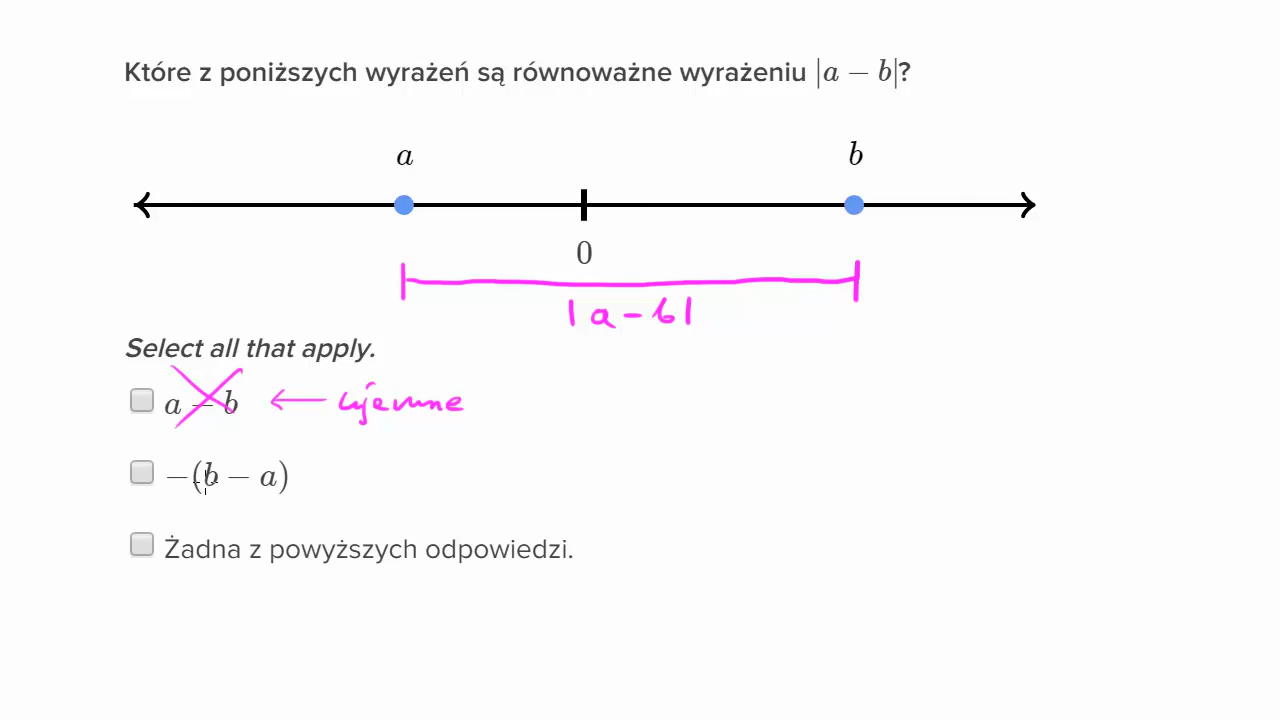 Które z poniższych wyrażeń są równoważne wyrażeniu |a − b|?
a b
0
|a−b|
Select all that apply.
a − b ← ujemne
−(b − a)
Żadna z powyższych odpowiedzi.